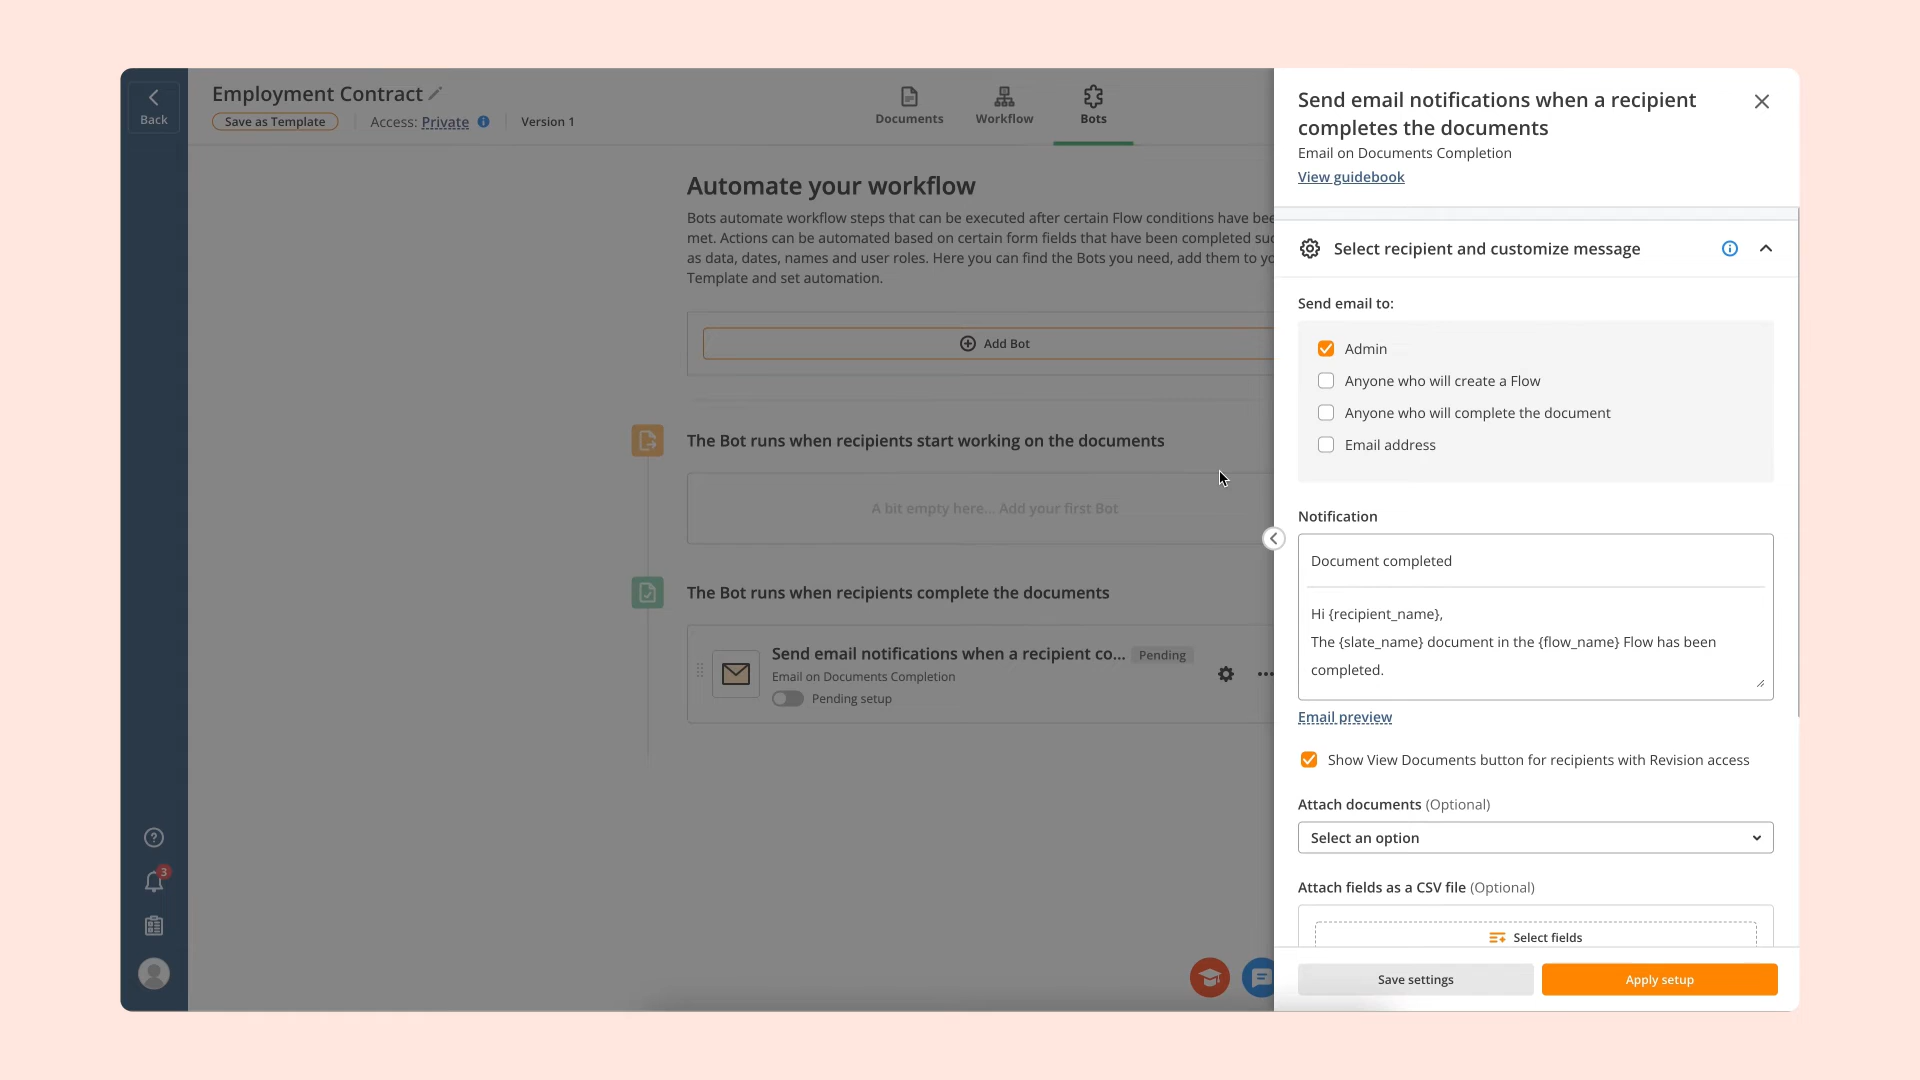 Back
Employment Contract
Save as Template
Access: Private
Version 1
Documents
Workflow
Bots
Automate your workflow
Bots automate workflow steps that can be executed after certain Flow conditions have
met. Actions can be automated based on certain form fields that have been completed
as data, dates, names and user roles. Here you can find the Bots you need, add them to
Template and set automation.
Add Bot
The Bot runs when recipients start working on the documents
A bit empty here... Add your first Bot
The Bot runs when recipients complete the documents
Send email notifications when a recipient co...
Pending
Email on Documents Completion
Pending setup
3
Send email notifications when a recipient
completes the documents
Email on Documents Completion
View guidebook
Select recipient and customize message
Send email to:
Admin
Anyone who will create a Flow
Anyone who will complete the document
Email address
Notification
Document completed
Hi {recipient_name},
The {slate_name} document in the {flow_name} Flow has been
completed.
Email preview
Show View Documents button for recipients with Revision access
Attach documents (Optional)
Select an option
Attach fields as a CSV file (Optional)
Select fields
Save settings
Apply setup